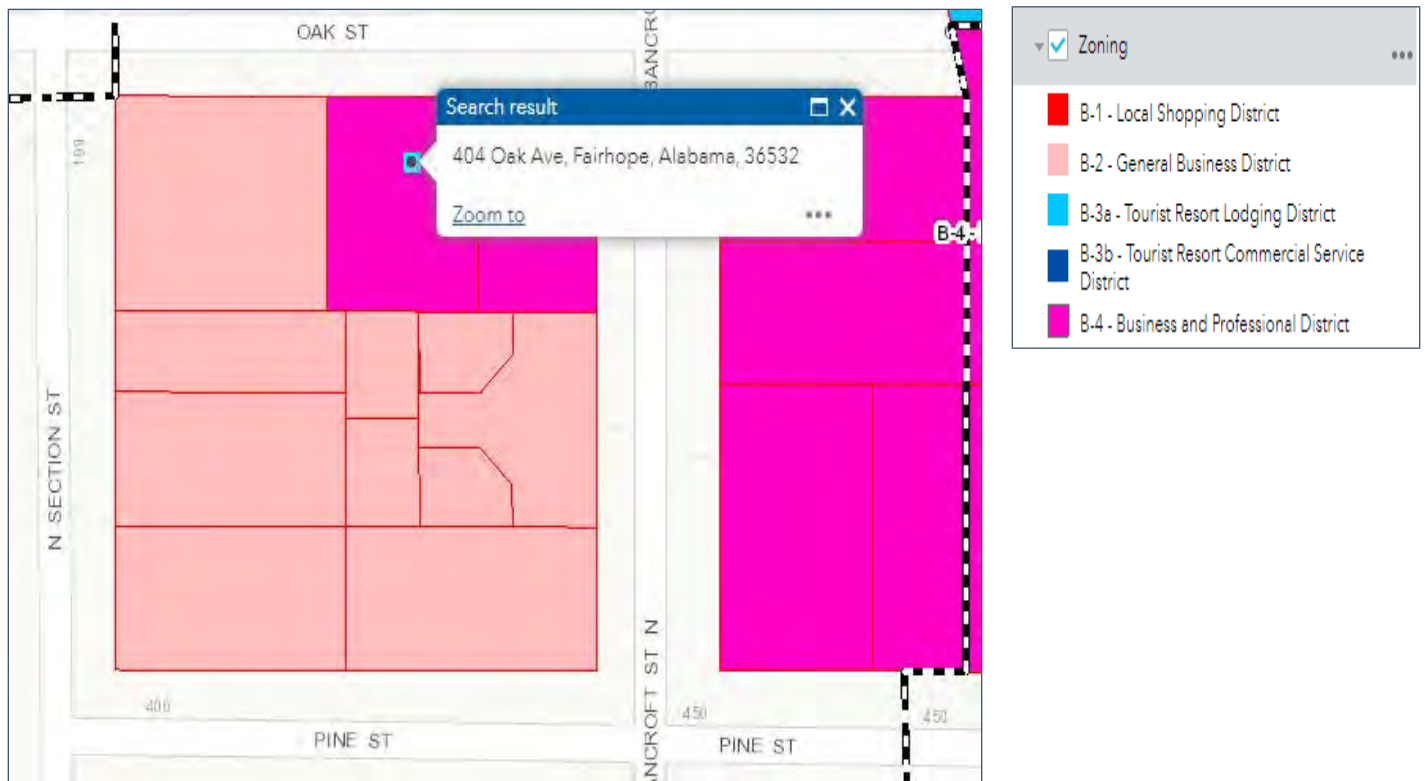 OAK ST
BANCRO
199
Search result
404 Oak Ave, Fairhope, Alabama, 36532
Zoom to
B-4-
N SECTION ST
400
PINE ST
ANCROFT ST N
450
450
PINE ST
Zoning
B-1 - Local Shopping District
B-2 - General Business District
B-3a - Tourist Resort Lodging District
B-3b - Tourist Resort Commercial Service
District
B-4 - Business and Professional District